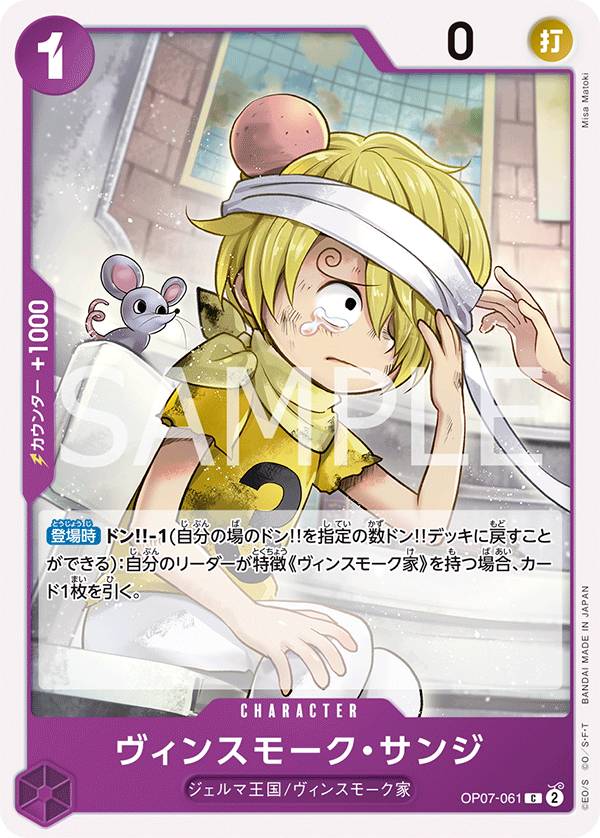 1
0
打
Misa Matoki
カウンター +1000
SAMPLE
3
登場時 ドン!!-1(自分の場のドン!!を指定の数ドン!!デッキに戻すこと
ができる):自分のリーダーが特徴《ヴィンスモーク家》を持つ場合、カー
ド1枚を引く。
CHARACTER
ヴィンスモーク・サンジ
ジェルマ王国/ヴィンスモーク家
OP07-061 C 2
©E.O/S ©O/S・F・T BANDAI MADE IN JAPAN